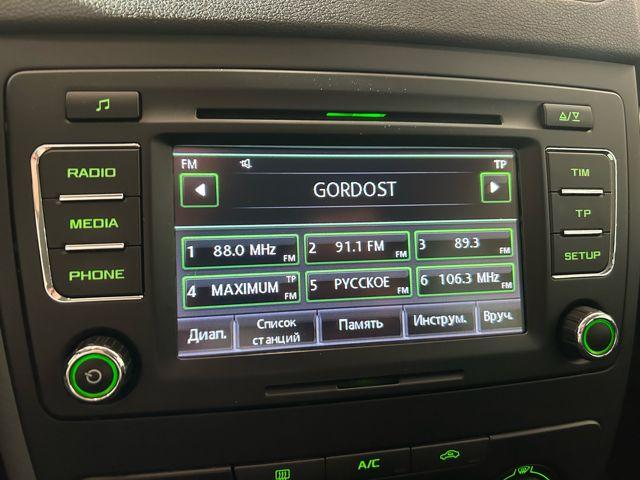 RADIO
MEDIA
PHONE
FM
TP
GORDOST
1 88.0 MHz FM
2 91.1 FM FM
3 89.3 FM
4 MAXIMUM TP FM
5 РУССКОЕ FM
6 106.3 MHz FM
Диап.
Список
станций
Память
Инструм.
Вруч.
TIM
TP
SETUP
A/C